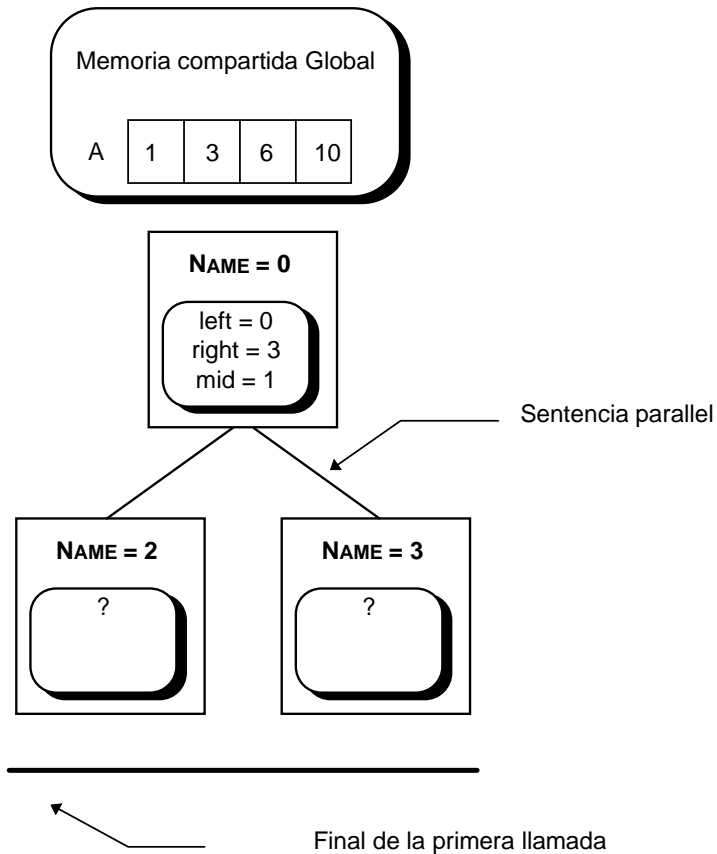 Memoria compartida Global
A 1 3 6 10
NAME = 0
left = 0
right = 3
mid = 1
Sentencia parallel
NAME = 2
NAME = 3
?
?
Final de la primera llamada